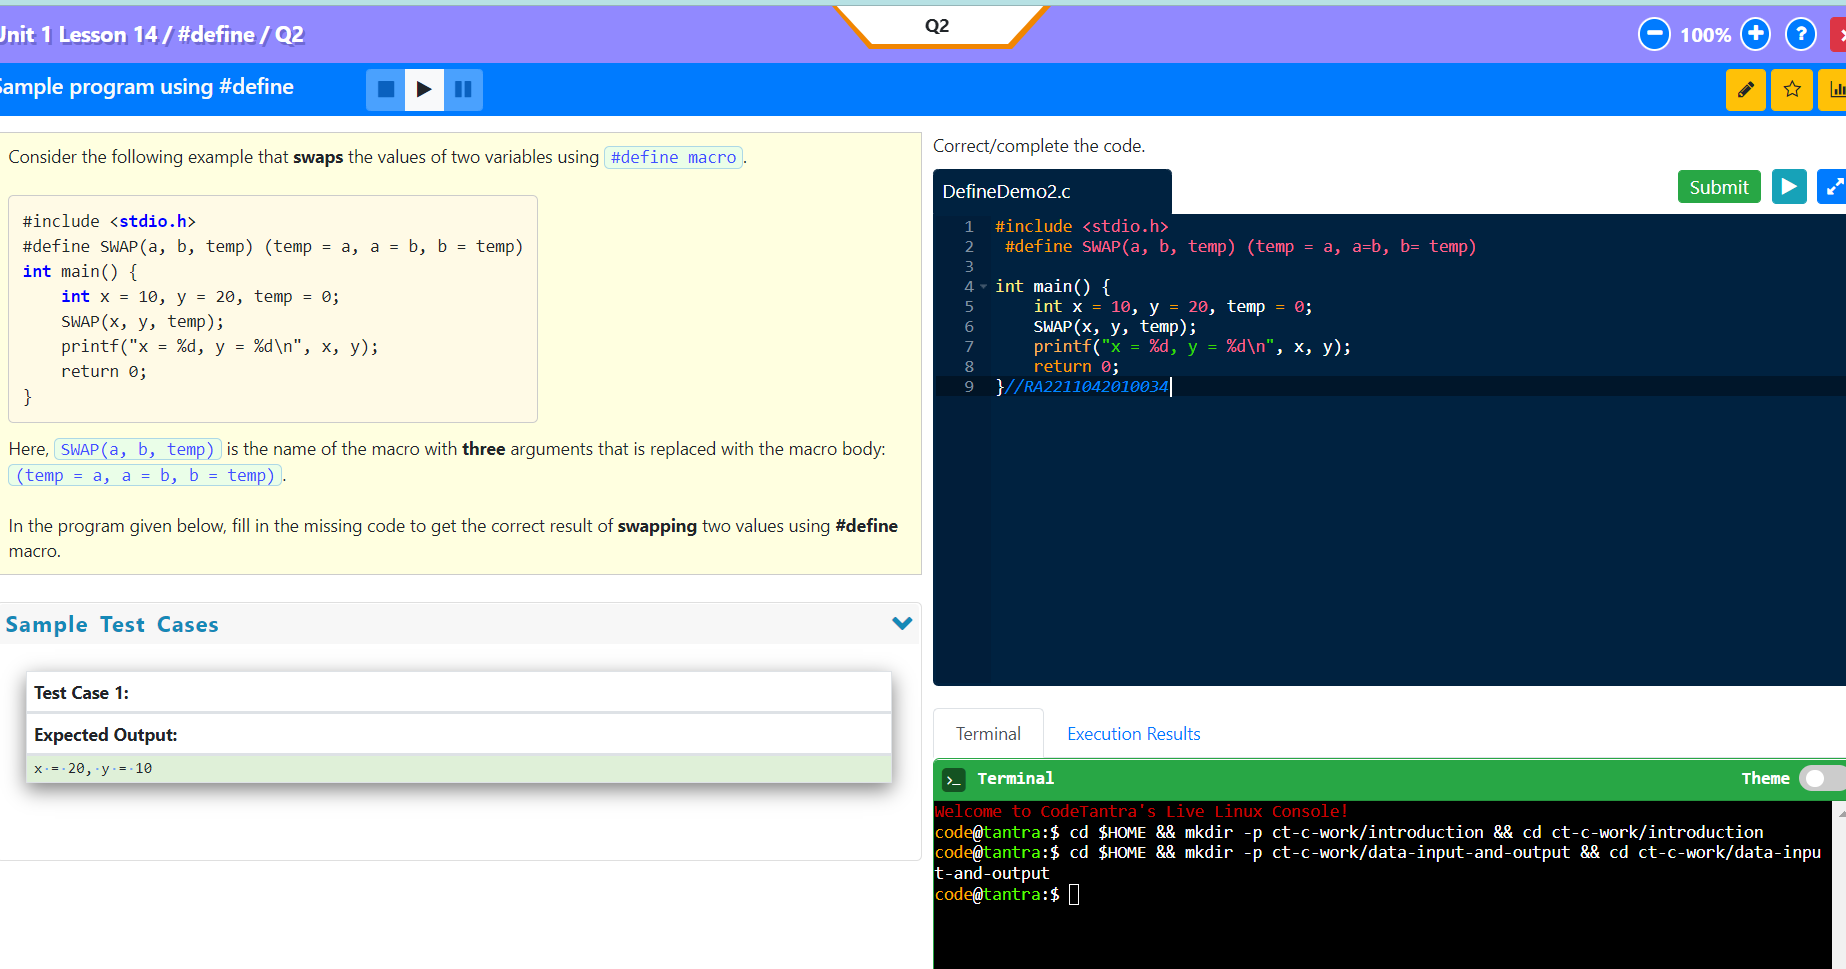 Q2
Unit 1 Lesson 14 / #define / Q2
100%
?
Sample program using #define
Consider the following example that swaps the values of two variables using #define macro.
#include <stdio.h>
#define SWAP(a, b, temp) (temp = a, a = b, b = temp)
int main() {
    int x = 10, y = 20, temp = 0;
    SWAP(x, y, temp);
    printf("x = %d, y = %d\n", x, y);
    return 0;
}
Here, SWAP(a, b, temp) is the name of the macro with three arguments that is replaced with the macro body:
(temp = a, a = b, b = temp).
In the program given below, fill in the missing code to get the correct result of swapping two values using #define
macro.
Sample Test Cases
Test Case 1:
Expected Output:
x·=·20,·y·=·10
Correct/complete the code.
DefineDemo2.c
Submit
1 #include <stdio.h>
2  #define SWAP(a, b, temp) (temp = a, a=b, b= temp)
3
4 int main() {
5     int x = 10, y = 20, temp = 0;
6     SWAP(x, y, temp);
7     printf("x = %d, y = %d\n", x, y);
8     return 0;
9 }//RA2211042010034
Terminal
Execution Results
>_ Terminal
Theme
Welcome to CodeTantra's Live Linux Console!
code@tantra:$ cd $HOME && mkdir -p ct-c-work/introduction && cd ct-c-work/introduction
code@tantra:$ cd $HOME && mkdir -p ct-c-work/data-input-and-output && cd ct-c-work/data-inpu
t-and-output
code@tantra:$